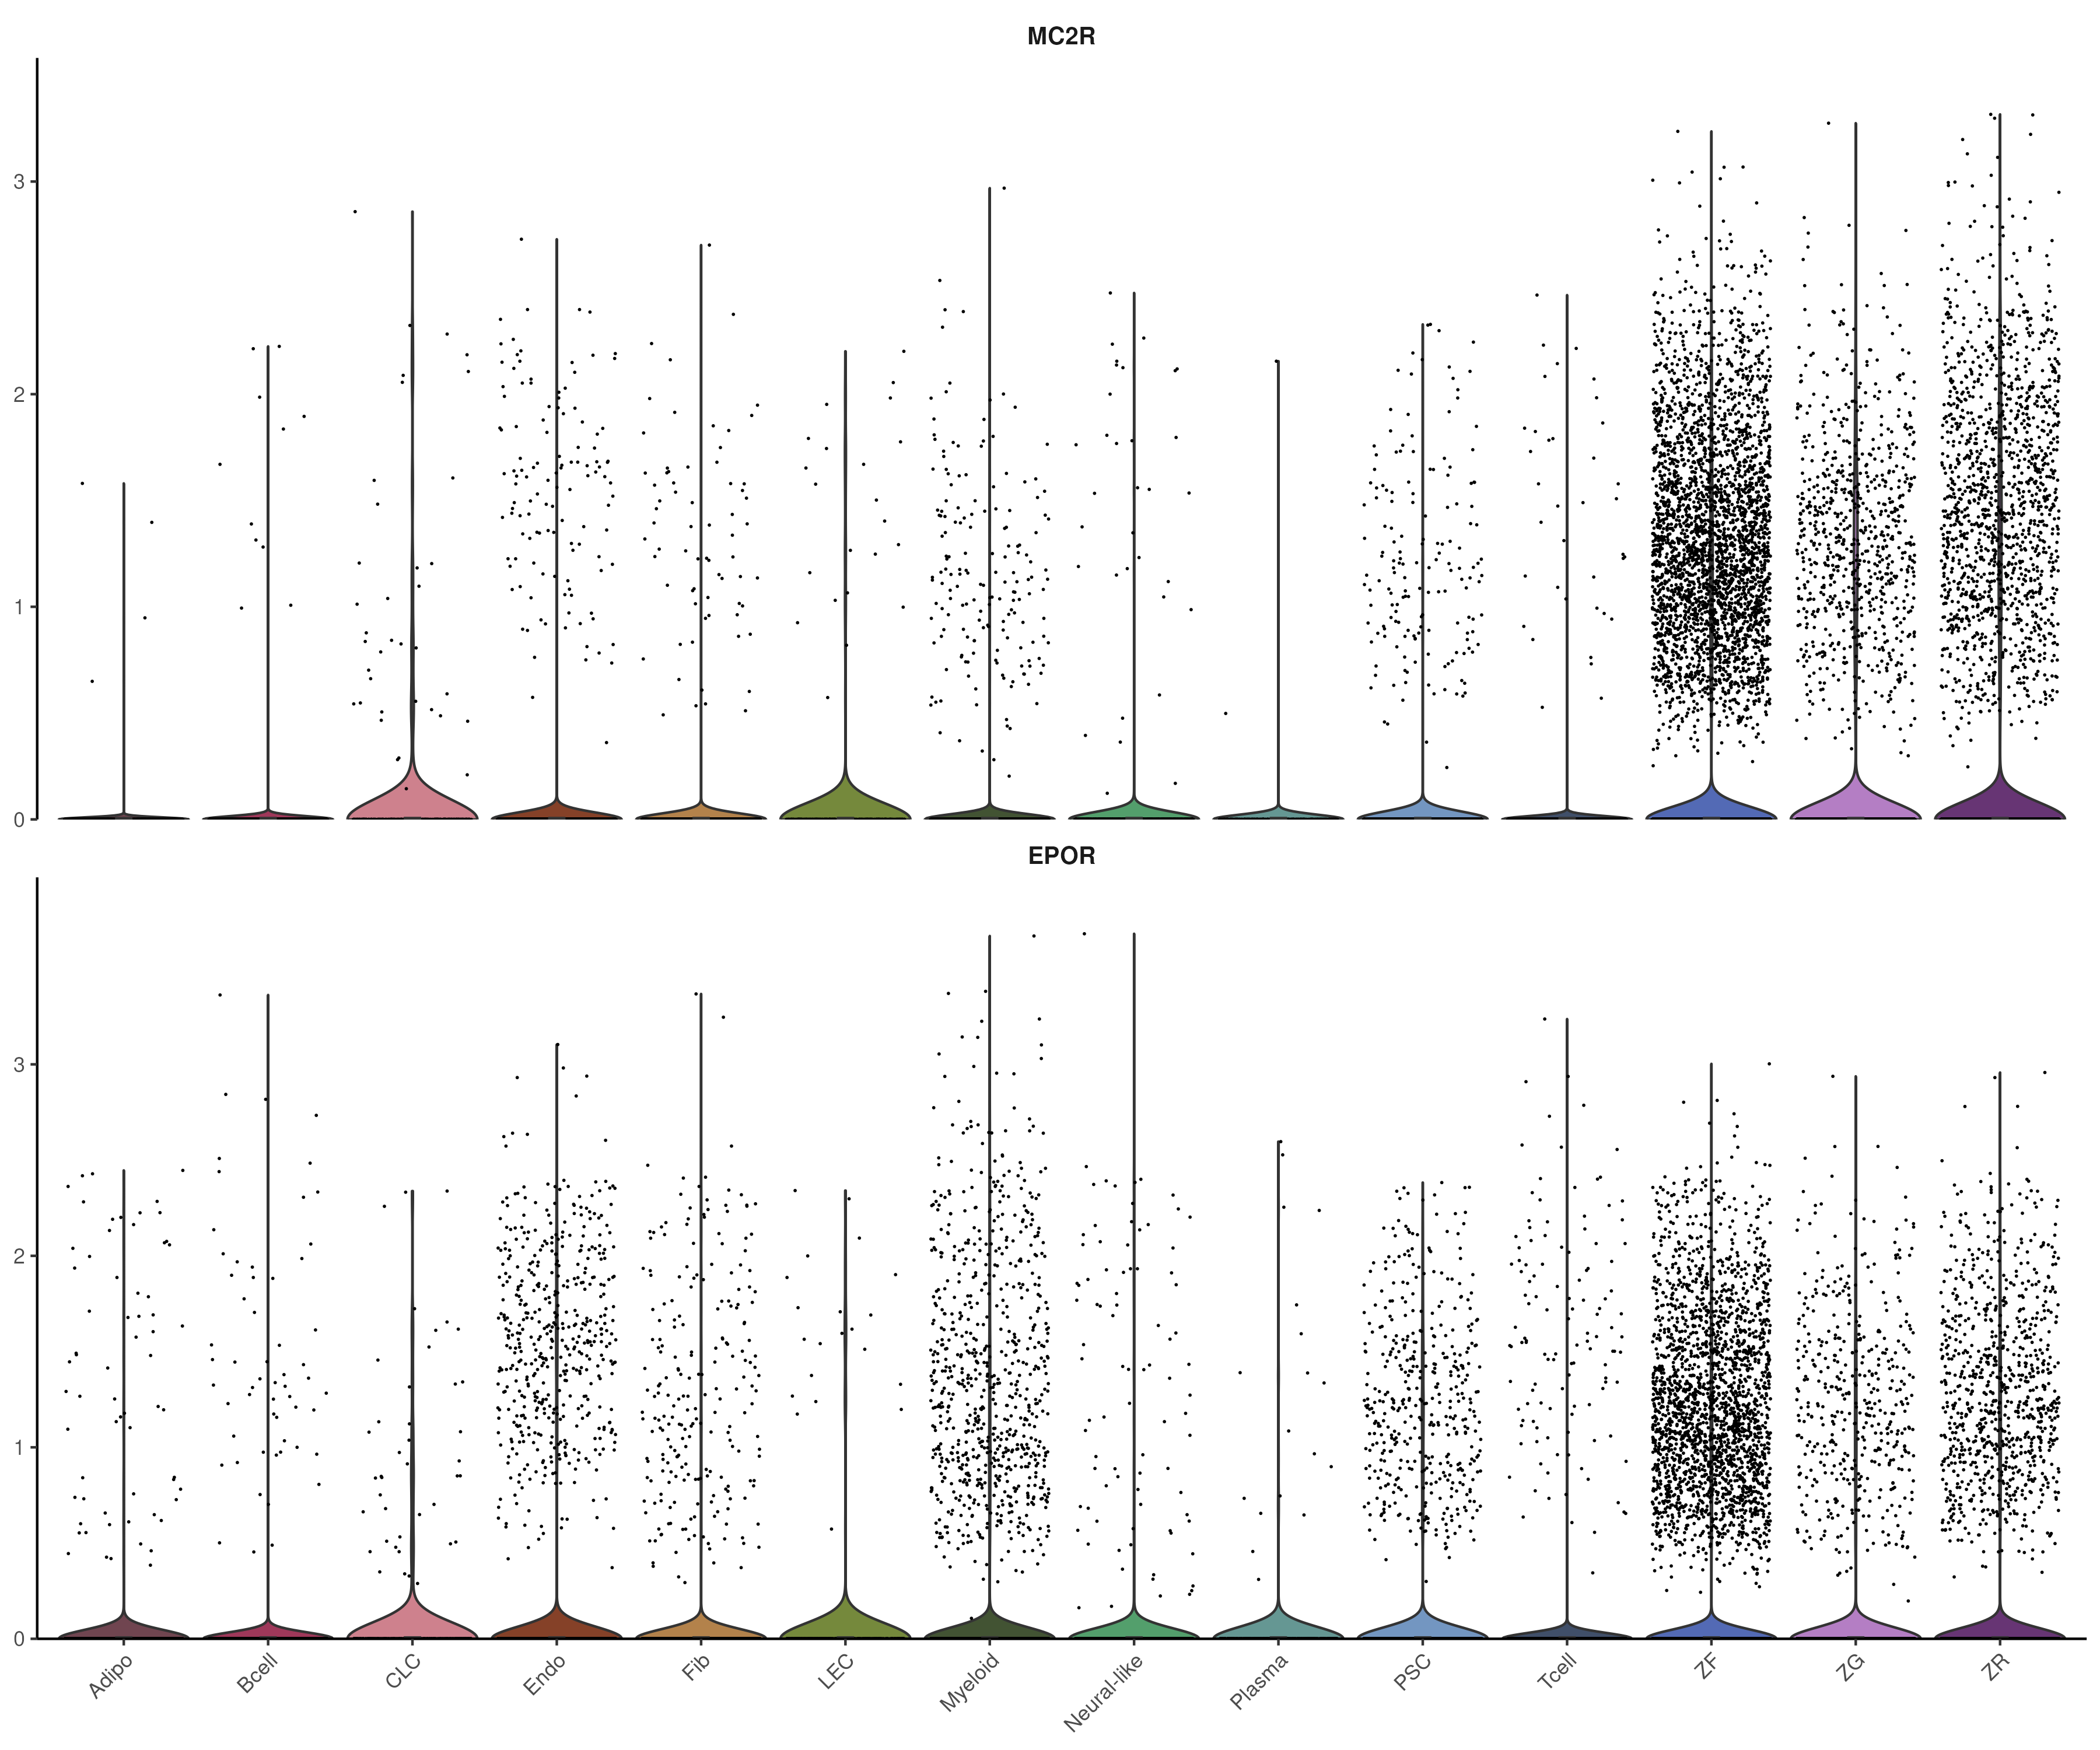 MC2R
3
2
1
0
EPOR
3
2
1
0
Adipo
Bcell
CLC
Endo
Fib
LEC
Myeloid
Neural-like
Plasma
PSC
Tcell
ZF
ZG
ZR